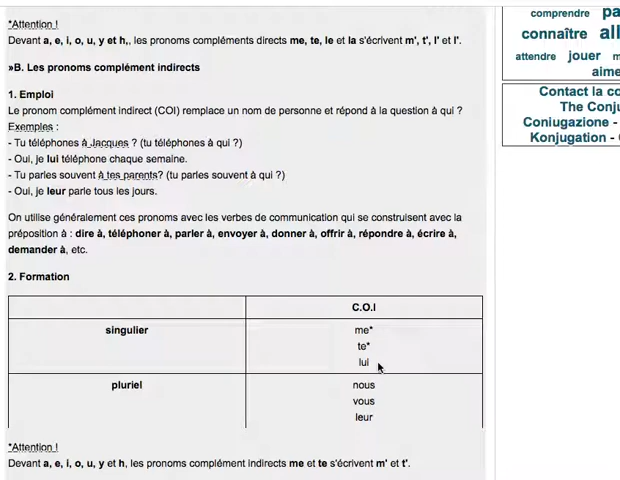 *Attention !
Devant a, e, i, o, u, y et h,, les pronoms compléments directs me, te, le et la s'écrivent m', t', l' et l'.
»B. Les pronoms complément indirects
1. Emploi
Le pronom complément indirect (COI) remplace un nom de personne et répond à la question à qui ?
Exemples :
- Tu téléphones à Jacques ? (tu téléphones à qui ?)
- Oui, je lui téléphone chaque semaine.
- Tu parles souvent à tes parents? (tu parles souvent à qui ?)
- Oui, je leur parle tous les jours.
On utilise généralement ces pronoms avec les verbes de communication qui se construisent avec la
préposition à : dire à, téléphoner à, parler à, envoyer à, donner à, offrir à, répondre à, écrire à,
demander à, etc.
2. Formation
C.O.I
singulier
me*
te*
lui
pluriel
nous
vous
leur
*Attention !
Devant a, e, i, o, u, y et h, les pronoms complément indirects me et te s'écrivent m' et t'.
comprendre pa
connaître all
attendre jouer m
aime
Contact la co
The Conju
Coniugazione -
Konjugation -